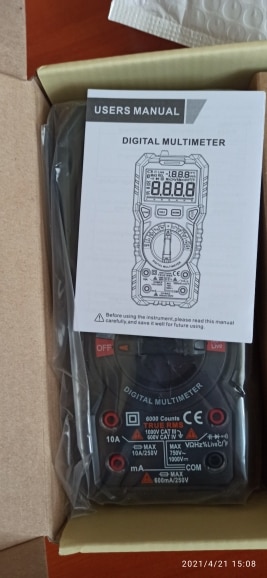 USERS MANUAL
DIGITAL MULTIMETER
Before using the instrument,please read this manual
carefully,and save it well for future using.
OFF
Live
DIGITAL MULTIMETER
6000 Counts
CE
TRUE RMS
1000V CAT III
600V CAT IV
10A
MAX
10A/250V
MAX
750V~
1000V
mA
COM
MAX
600mA/250V
2021/4/21 15:08